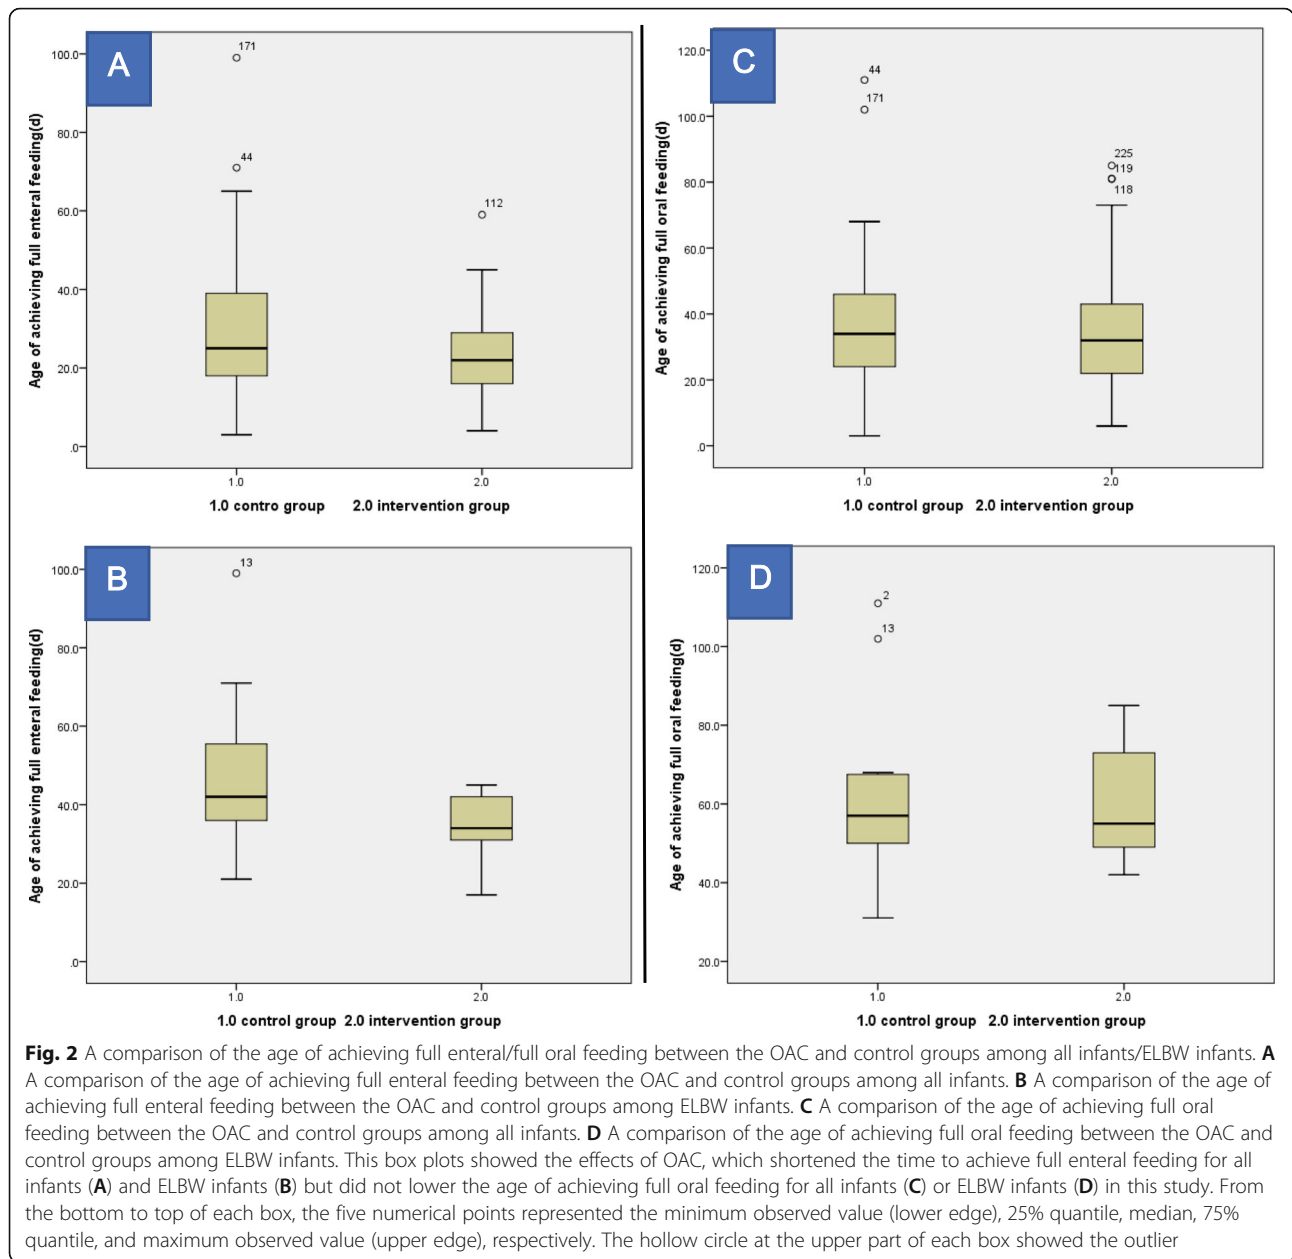 A
100.0
80.0
60.0
40.0
20.0
.0
Age of achieving full enteral feeding(d)
171
44
112
1.0
2.0
1.0 contro group 2.0 intervention group
C
120.0
100.0
80.0
60.0
40.0
20.0
.0
Age of achieving full oral feeding(d)
44
171
225
119
118
1.0
2.0
1.0 control group 2.0 intervention group
B
100.0
80.0
60.0
40.0
20.0
.0
Age of achieving full enteral feeding(d)
13
1.0
2.0
1.0 control group 2.0 intervention group
D
120.0
100.0
80.0
60.0
40.0
20.0
Age of achieving full oral feeding(d)
2
13
1.0
2.0
1.0 control group 2.0 intervention group
Fig. 2 A comparison of the age of achieving full enteral/full oral feeding between the OAC and control groups among all infants/ELBW infants. A
A comparison of the age of achieving full enteral feeding between the OAC and control groups among all infants. B A comparison of the age of
achieving full enteral feeding between the OAC and control groups among ELBW infants. C A comparison of the age of achieving full oral
feeding between the OAC and control groups among all infants. D A comparison of the age of achieving full oral feeding between the OAC and
control groups among ELBW infants. This box plots showed the effects of OAC, which shortened the time to achieve full enteral feeding for all
infants (A) and ELBW infants (B) but did not lower the age of achieving full oral feeding for all infants (C) or ELBW infants (D) in this study. From
the bottom to top of each box, the five numerical points represented the minimum observed value (lower edge), 25% quantile, median, 75%
quantile, and maximum observed value (upper edge), respectively. The hollow circle at the upper part of each box showed the outlier